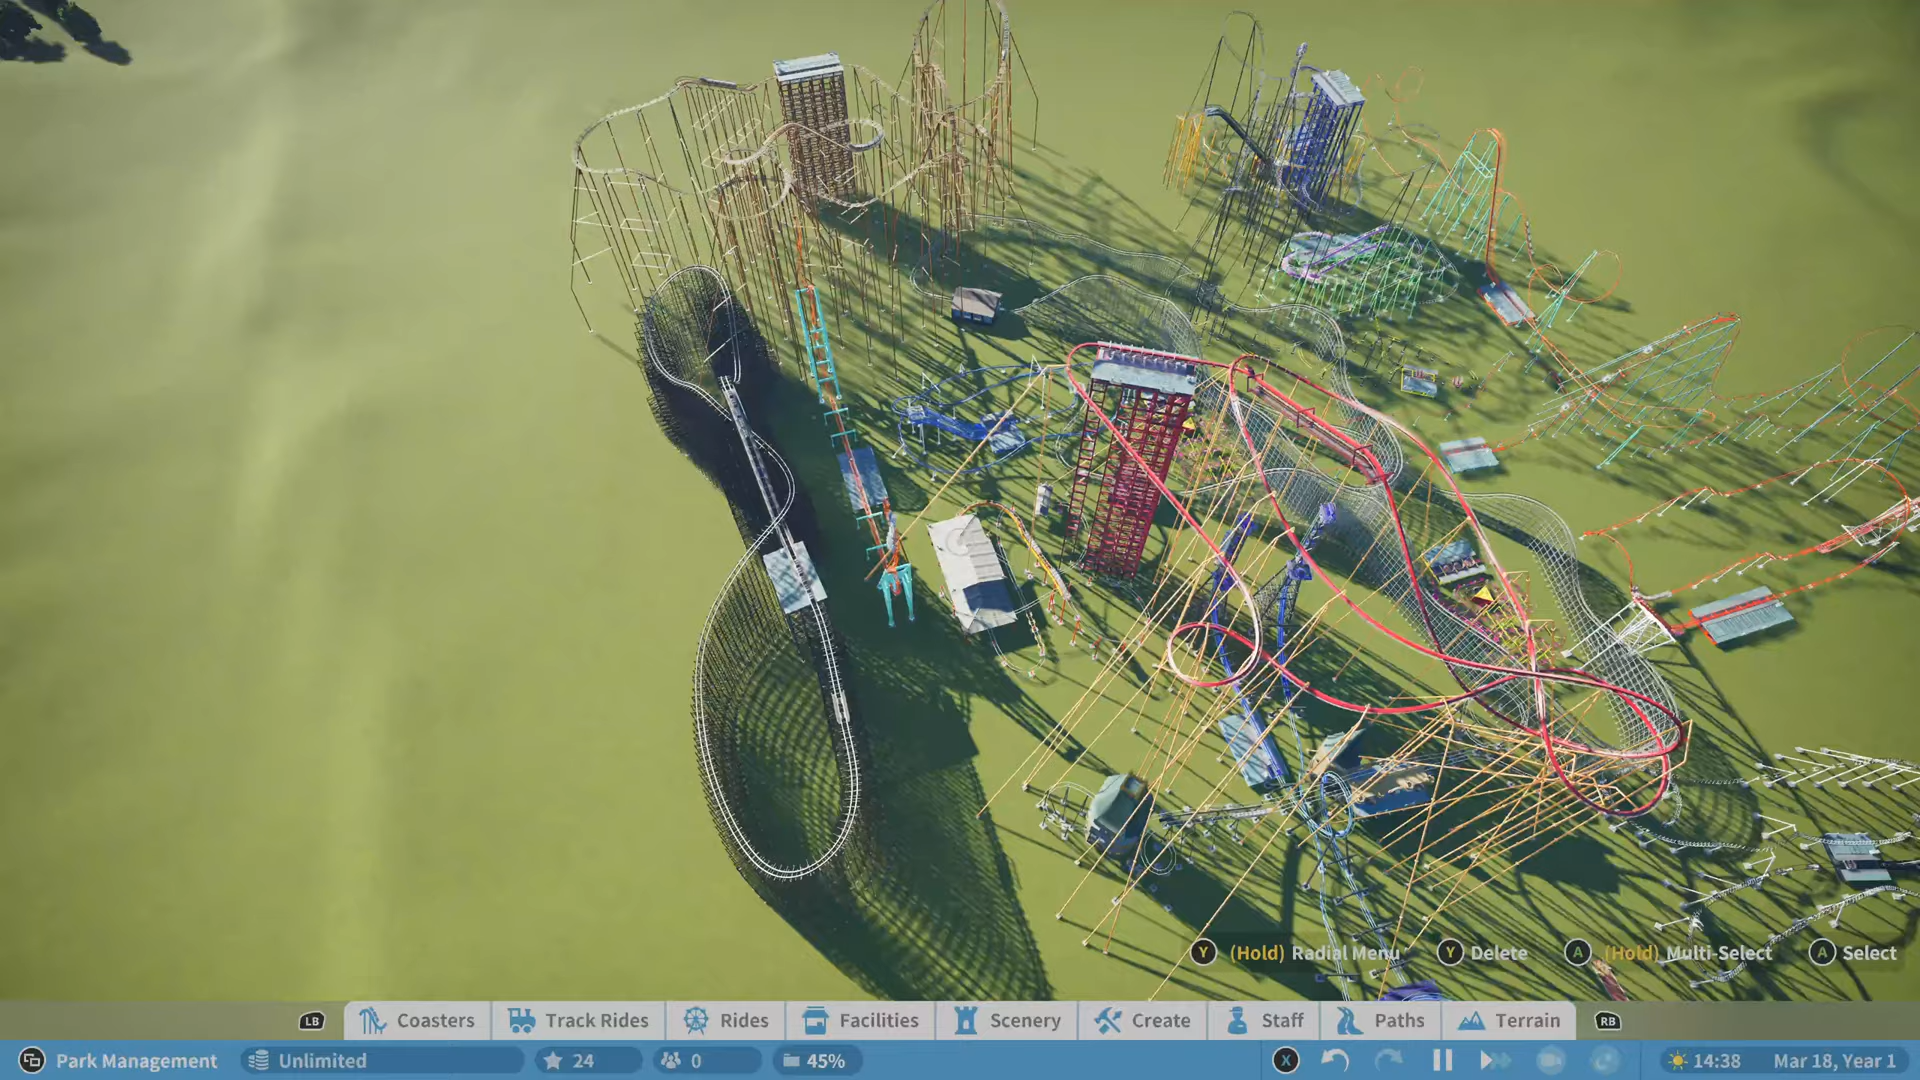 Y (Hold) Radial Menu Y Delete A (Hold) Multi-Select A Select
LB Coasters Track Rides Rides Facilities Scenery Create Staff Paths Terrain RB
Park Management Unlimited 24 0 45% X 14:38 Mar 18, Year 1